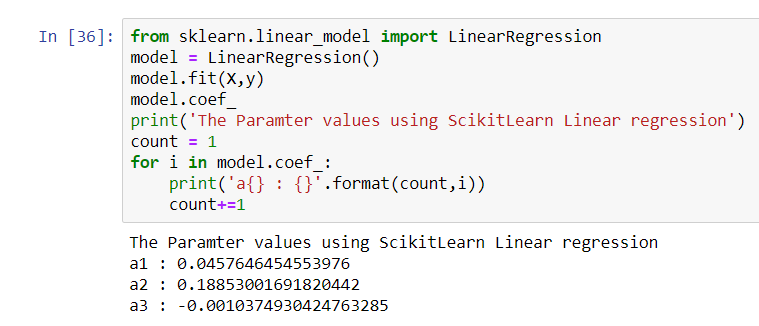 In [36]: from sklearn.linear_model import LinearRegression
model = LinearRegression()
model.fit(X,y)
model.coef_
print('The Paramter values using ScikitLearn Linear regression')
count = 1
for i in model.coef_:
    print('a{} : {}'.format(count,i))
    count+=1
The Paramter values using ScikitLearn Linear regression
a1 : 0.0457646454553976
a2 : 0.18853001691820442
a3 : -0.0010374930424763285